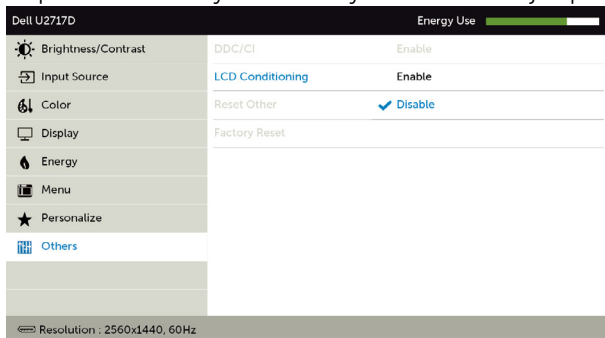 Dell U2717D Energy Use
Brightness/Contrast DDC/CI Enable
Input Source LCD Conditioning Enable
Color Reset Other Disable
Display Factory Reset
Energy
Menu
Personalize
Others
Resolution : 2560x1440, 60Hz